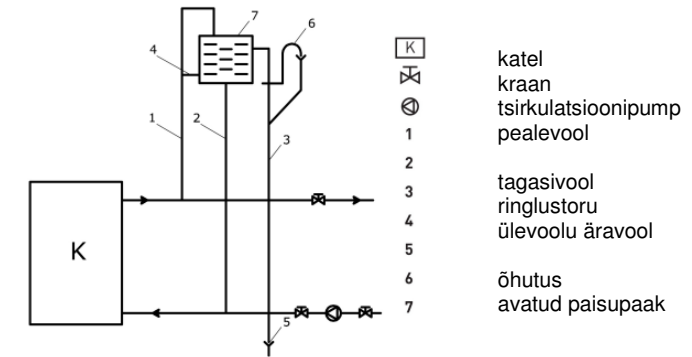 7
6
4
1
2
3
K
5
K
1
2
3
4
5
6
7
katel
kraan
tsirkulatsioonipump
pealevool
tagasivool
ringlustoru
ülevoolu äravool
õhutus
avatud paisupaak